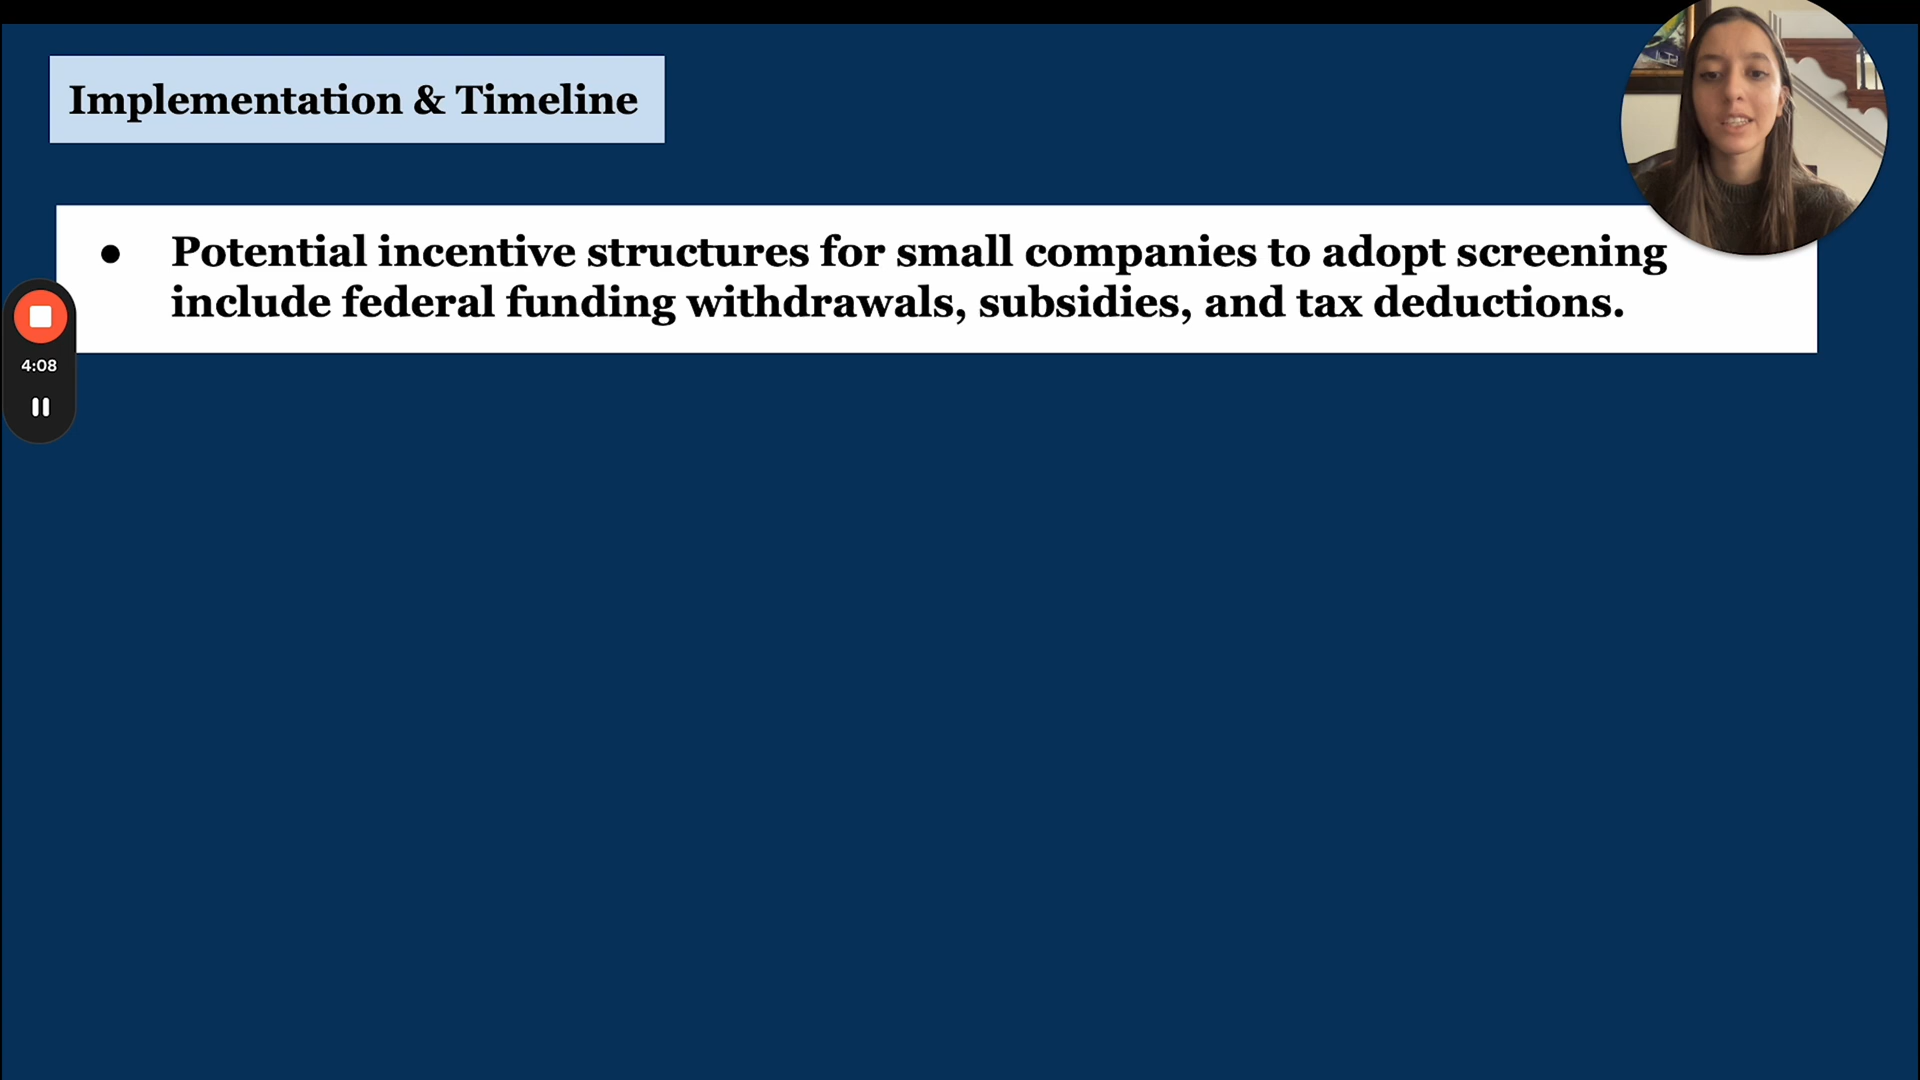 Implementation & Timeline
● Potential incentive structures for small companies to adopt screening
include federal funding withdrawals, subsidies, and tax deductions.
4:08